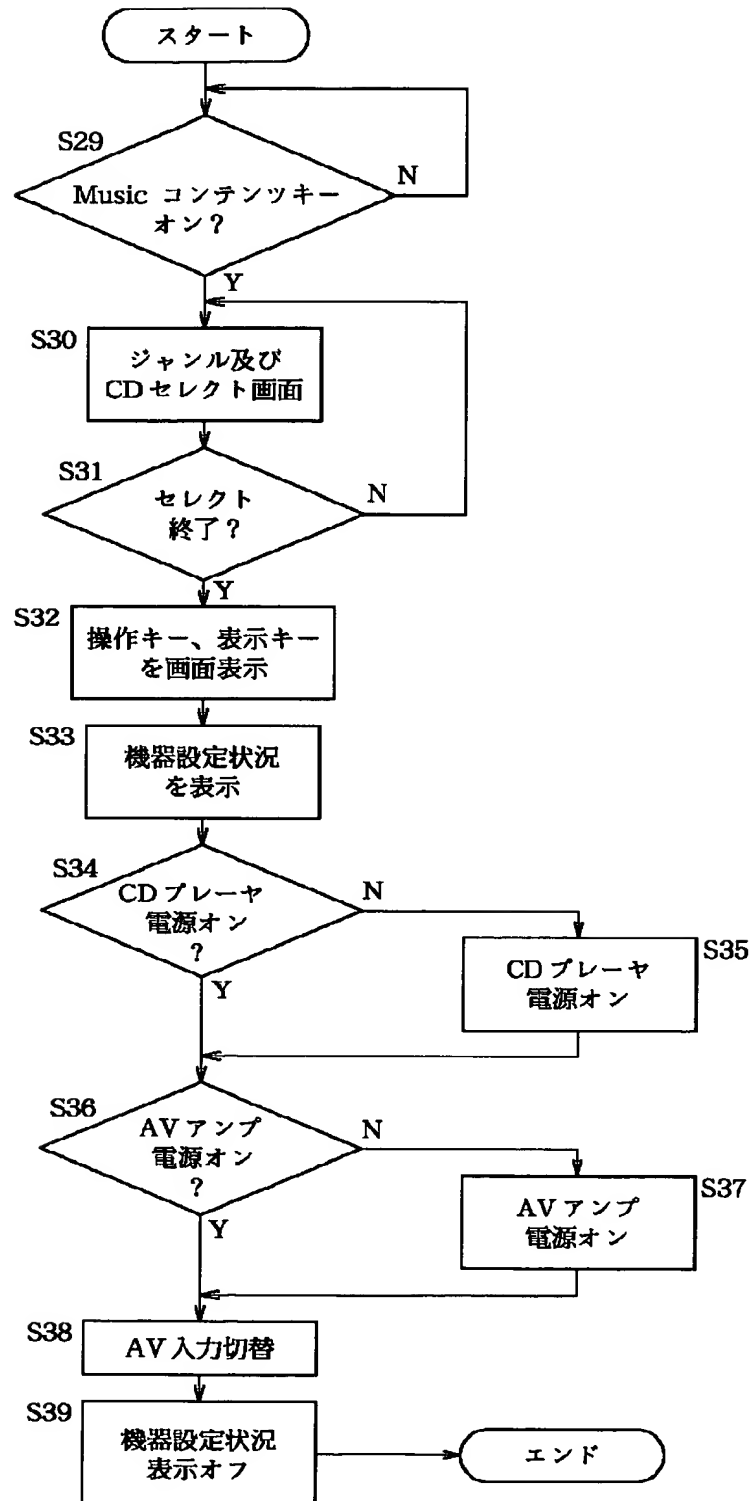 スタート
S29
Music コンテンツキー
オン？
N
Y
S30
ジャンル及び
CDセレクト画面
S31
セレクト
終了？
N
Y
S32
操作キー、表示キー
を画面表示
S33
機器設定状況
を表示
S34
CDプレーヤ
電源オン
？
N
Y
S35
CDプレーヤ
電源オン
S36
AVアンプ
電源オン
？
N
Y
S37
AVアンプ
電源オン
S38
AV入力切替
S39
機器設定状況
表示オフ
エンド